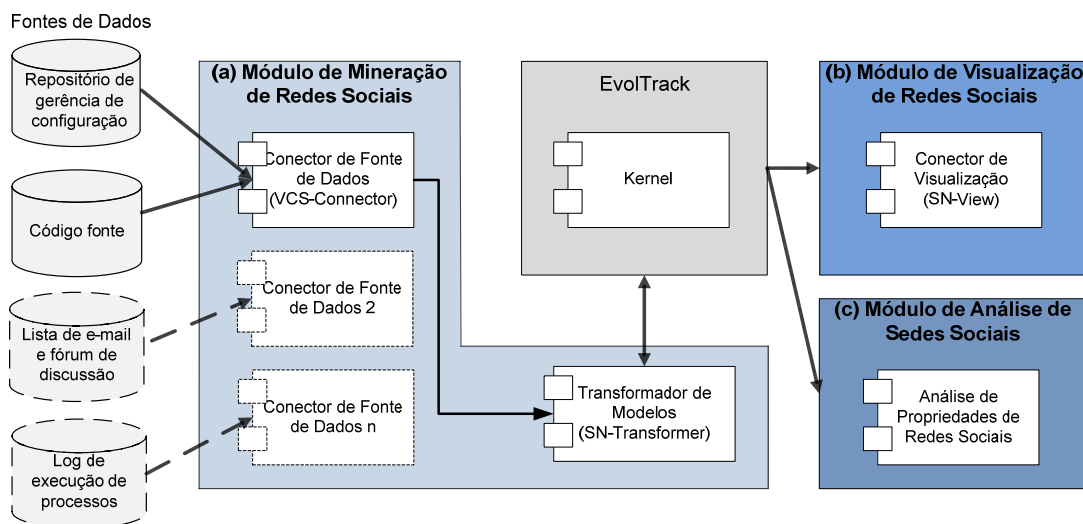 Fontes de Dados
Repositório de
gerência de
configuração
Código fonte
Lista de e-mail
e fórum de
discussão
Log de
execução de
processos
(a) Módulo de Mineração
de Redes Sociais
Conector de Fonte
de Dados
(VCS-Connector)
Conector de Fonte
de Dados 2
Conector de Fonte
de Dados n
Transformador de
Modelos
(SN-Transformer)
EvolTrack
Kernel
(b) Módulo de Visualização
de Redes Sociais
Conector de
Visualização
(SN-View)
(c) Módulo de Análise de
Sedes Sociais
Análise de
Propriedades de
Redes Sociais